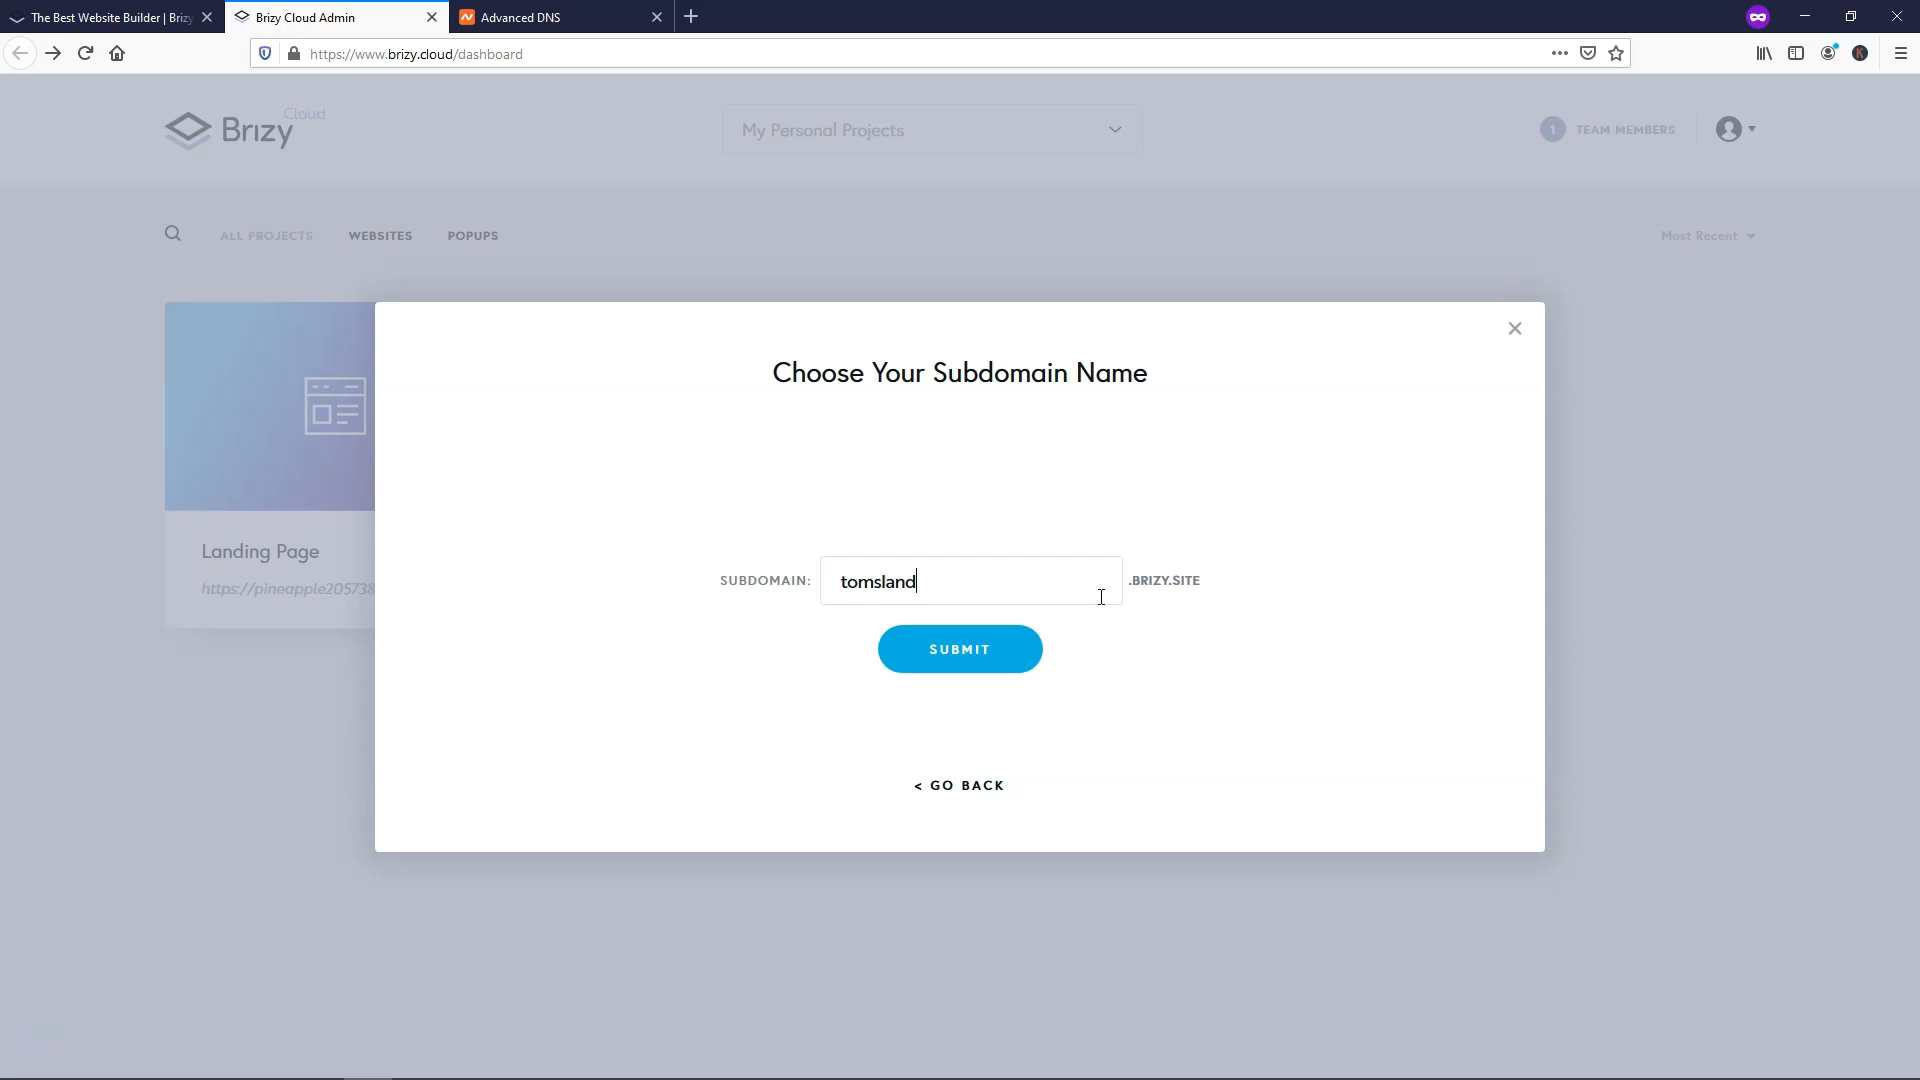 The Best Website Builder | Brizy
Brizy Cloud Admin
Advanced DNS
https://www.brizy.cloud/dashboard
K
Brizy Cloud
My Personal Projects
1 TEAM MEMBERS
ALL PROJECTS
WEBSITES
POPUPS
Most Recent
Choose Your Subdomain Name
SUBDOMAIN:
tomsland
.BRIZY.SITE
SUBMIT
< GO BACK
Landing Page
https://pineapple205738